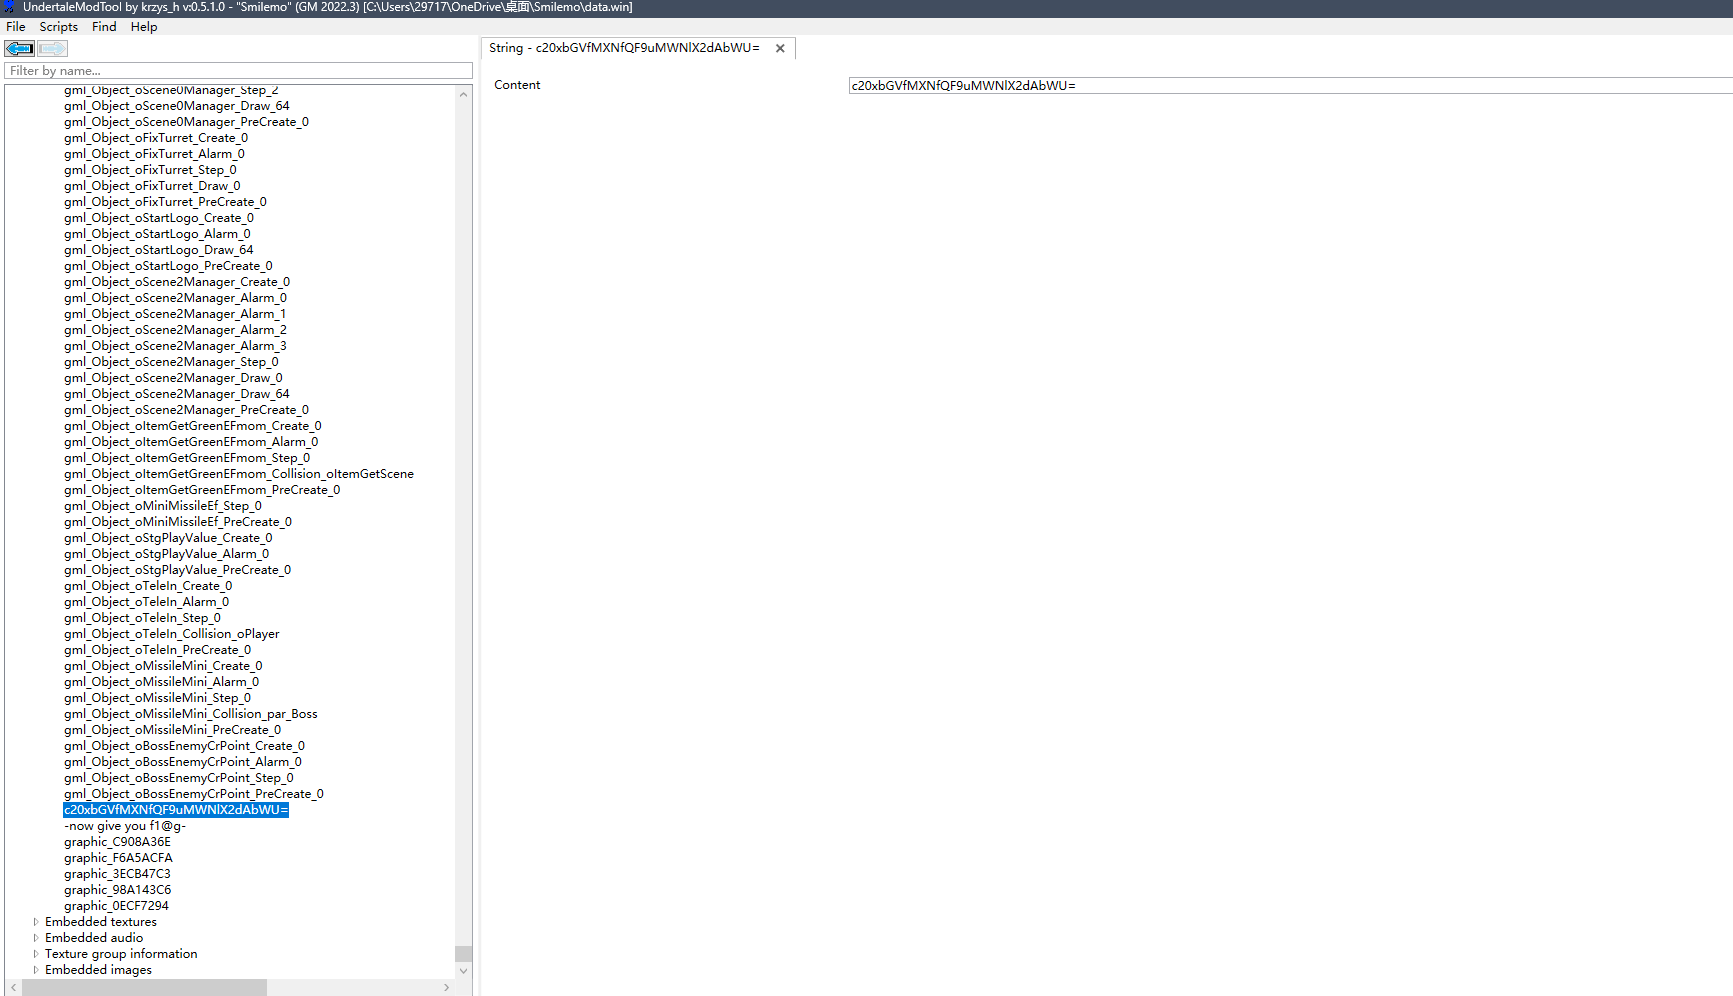 UndertaleModTool by krzys_h v:0.5.1.0 - "Smilemo" (GM 2022.3) [C:\Users\29717\OneDrive\桌面\Smilemo\data.win]
File Scripts Find Help
Filter by name...
String - c20xbGVfMXNfQF9uMWNlX2dAbWU=
Content
c20xbGVfMXNfQF9uMWNlX2dAbWU=
gml_Object_oScene0Manager_Step_2
gml_Object_oScene0Manager_Draw_64
gml_Object_oScene0Manager_PreCreate_0
gml_Object_oFixTurret_Create_0
gml_Object_oFixTurret_Alarm_0
gml_Object_oFixTurret_Step_0
gml_Object_oFixTurret_Draw_0
gml_Object_oFixTurret_PreCreate_0
gml_Object_oStartLogo_Create_0
gml_Object_oStartLogo_Alarm_0
gml_Object_oStartLogo_Draw_64
gml_Object_oStartLogo_PreCreate_0
gml_Object_oScene2Manager_Create_0
gml_Object_oScene2Manager_Alarm_0
gml_Object_oScene2Manager_Alarm_1
gml_Object_oScene2Manager_Alarm_2
gml_Object_oScene2Manager_Alarm_3
gml_Object_oScene2Manager_Step_0
gml_Object_oScene2Manager_Draw_0
gml_Object_oScene2Manager_Draw_64
gml_Object_oScene2Manager_PreCreate_0
gml_Object_oItemGetGreenEFmom_Create_0
gml_Object_oItemGetGreenEFmom_Alarm_0
gml_Object_oItemGetGreenEFmom_Step_0
gml_Object_oItemGetGreenEFmom_Collision_oItemGetScene
gml_Object_oItemGetGreenEFmom_PreCreate_0
gml_Object_oMiniMissileEf_Step_0
gml_Object_oMiniMissileEf_PreCreate_0
gml_Object_oStgPlayValue_Create_0
gml_Object_oStgPlayValue_Alarm_0
gml_Object_oStgPlayValue_PreCreate_0
gml_Object_oTeleIn_Create_0
gml_Object_oTeleIn_Alarm_0
gml_Object_oTeleIn_Step_0
gml_Object_oTeleIn_Collision_oPlayer
gml_Object_oTeleIn_PreCreate_0
gml_Object_oMissileMini_Create_0
gml_Object_oMissileMini_Alarm_0
gml_Object_oMissileMini_Step_0
gml_Object_oMissileMini_Collision_par_Boss
gml_Object_oMissileMini_PreCreate_0
gml_Object_oBossEnemyCrPoint_Create_0
gml_Object_oBossEnemyCrPoint_Alarm_0
gml_Object_oBossEnemyCrPoint_Step_0
gml_Object_oBossEnemyCrPoint_PreCreate_0
c20xbGVfMXNfQF9uMWNlX2dAbWU=
-now give you f1@g-
graphic_C908A36E
graphic_F6A5ACFA
graphic_3ECB47C3
graphic_98A143C6
graphic_0ECF7294
Embedded textures
Embedded audio
Texture group information
Embedded images